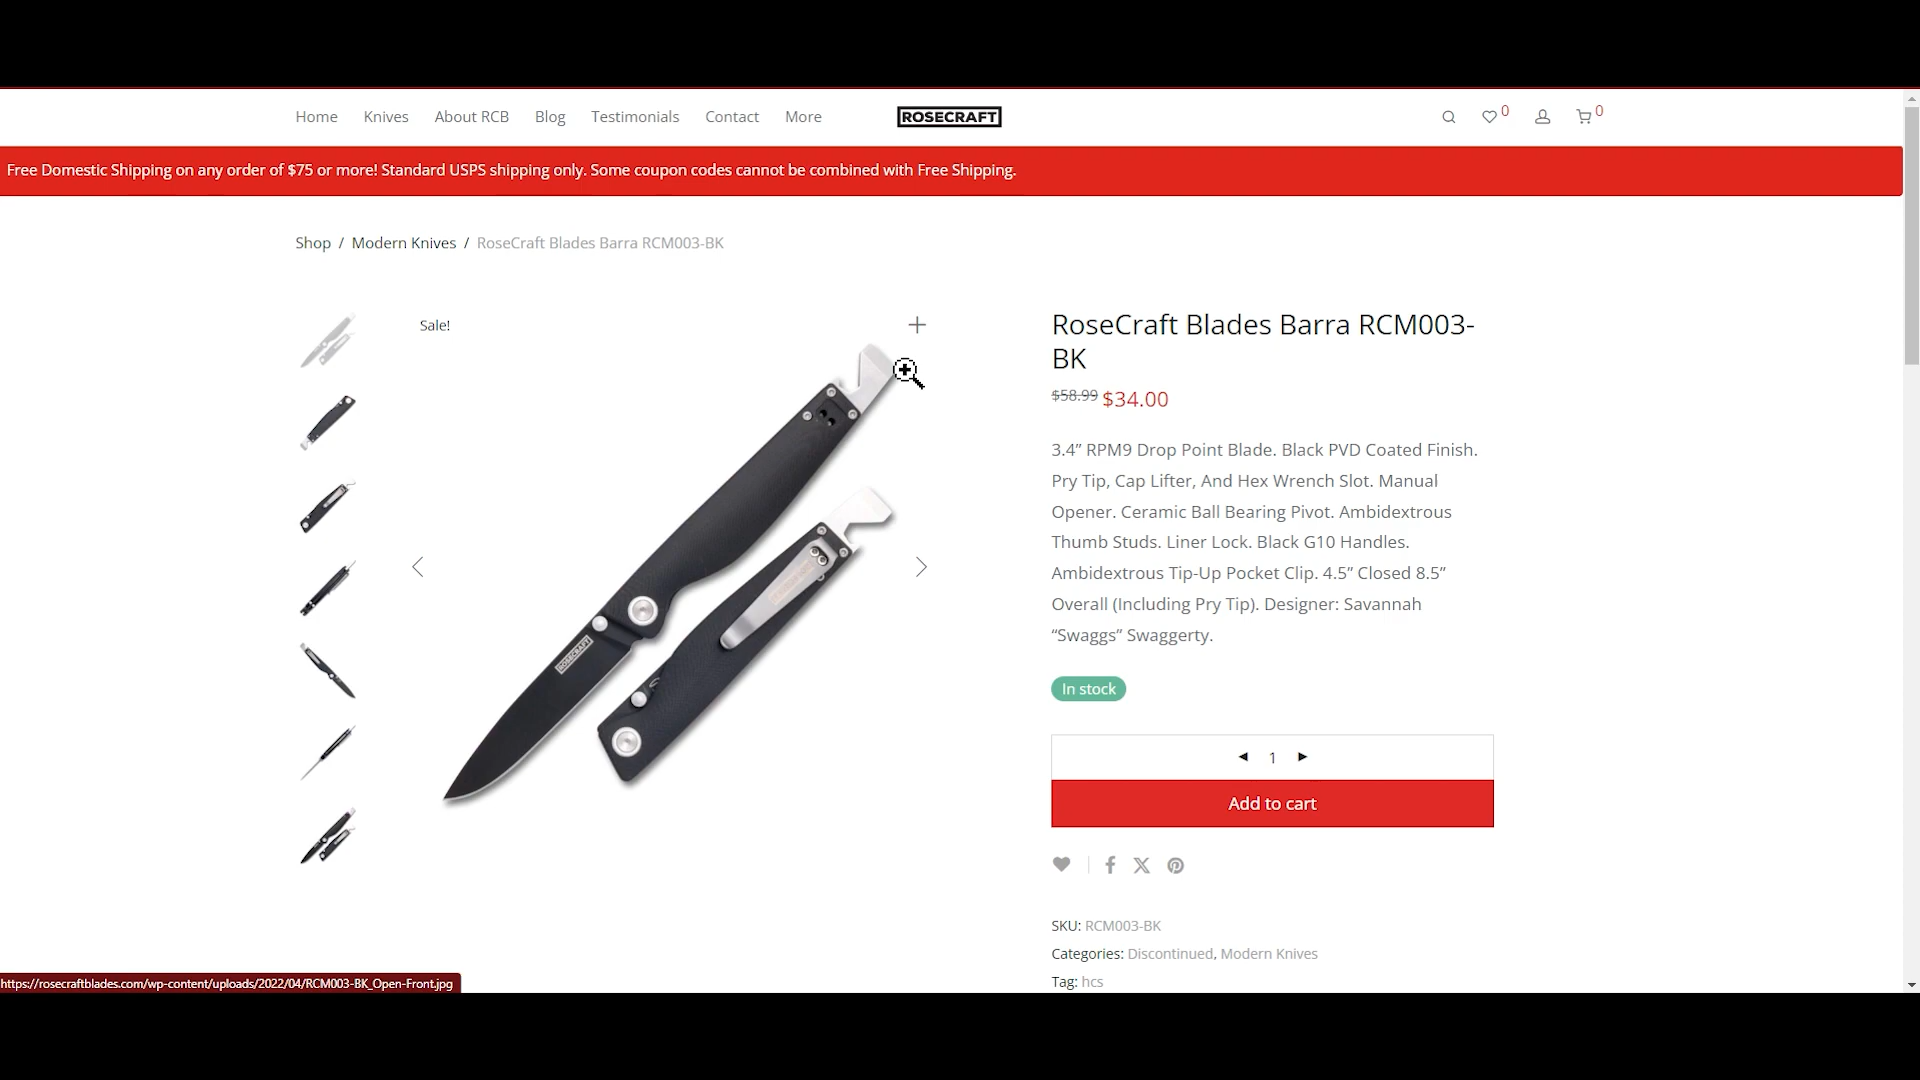 Home Knives About RCB Blog Testimonials Contact More ROSECRAFT 0 0
Free Domestic Shipping on any order of $75 or more! Standard USPS shipping only. Some coupon codes cannot be combined with Free Shipping.
Shop / Modern Knives / RoseCraft Blades Barra RCM003-BK
Sale!
ROSECRAFT
RoseCraft Blades Barra RCM003-
BK
$58.99 $34.00
3.4” RPM9 Drop Point Blade. Black PVD Coated Finish.
Pry Tip, Cap Lifter, And Hex Wrench Slot. Manual
Opener. Ceramic Ball Bearing Pivot. Ambidextrous
Thumb Studs. Liner Lock. Black G10 Handles.
Ambidextrous Tip-Up Pocket Clip. 4.5” Closed 8.5”
Overall (Including Pry Tip). Designer: Savannah
“Swaggs” Swaggerty.
In stock
1
Add to cart
SKU: RCM003-BK
Categories: Discontinued, Modern Knives
Tag: hcs
https://rosecraftblades.com/wp-content/uploads/2022/04/RCM003-BK_Open-Front.jpg